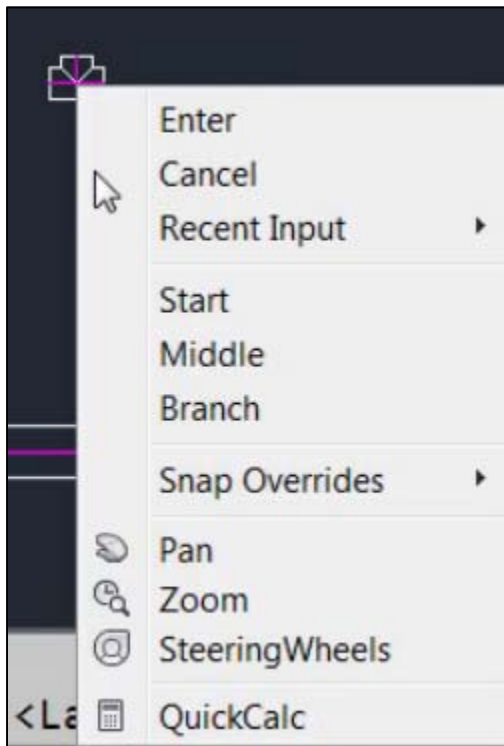 Enter
Cancel
Recent Input
Start
Middle
Branch
Snap Overrides
Pan
Zoom
SteeringWheels
<La
QuickCalc